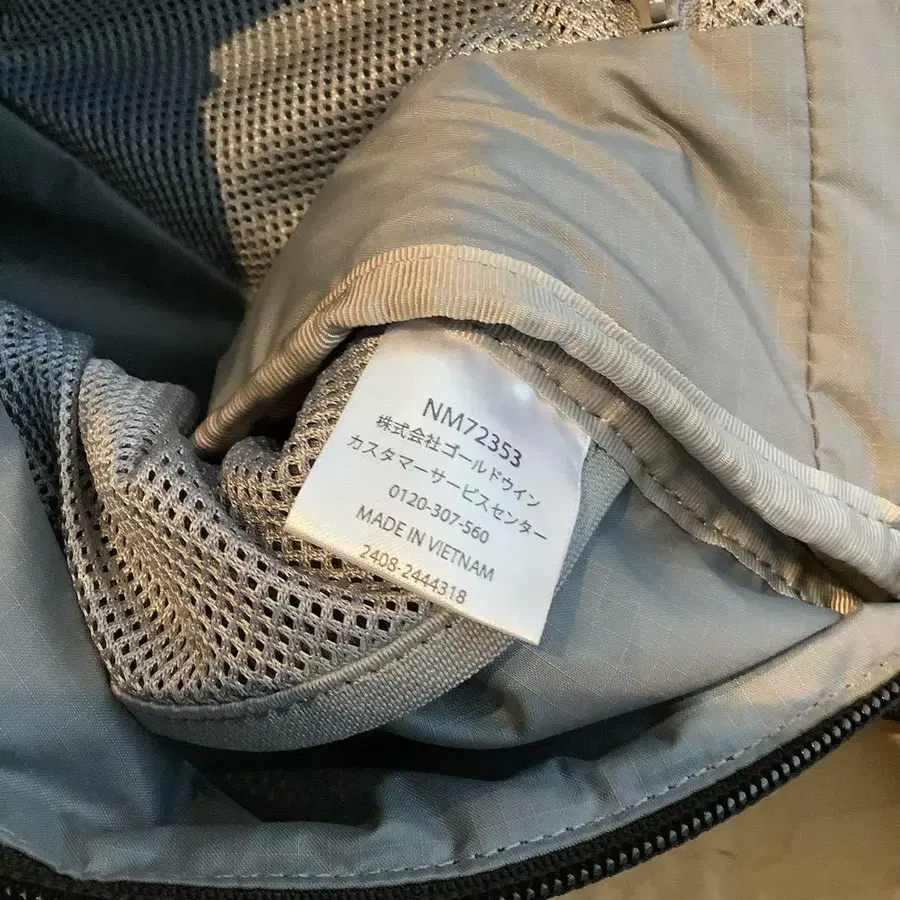 NM72353
株式会社ゴールドウイン
カスタマーサービスセンター
0120-307-560
MADE IN VIETNAM
2408-2444318